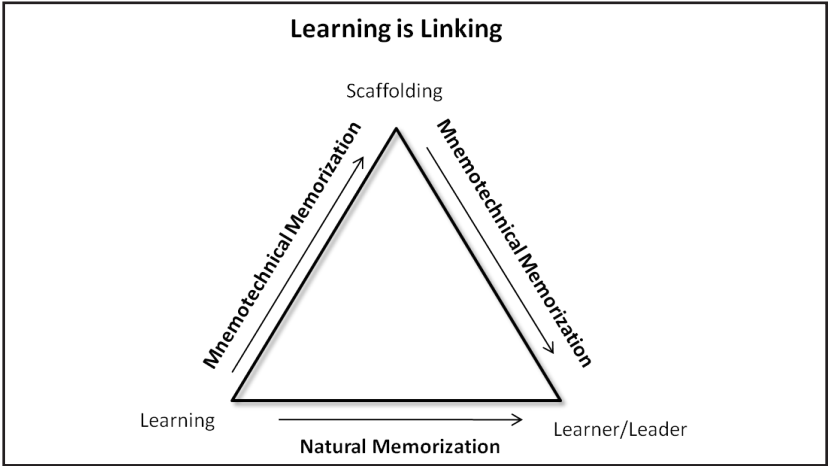 Learning is Linking
Scaffolding
Mnemotechnical Memorization
Mnemotechnical Memorization
Learning
Learner/Leader
Natural Memorization